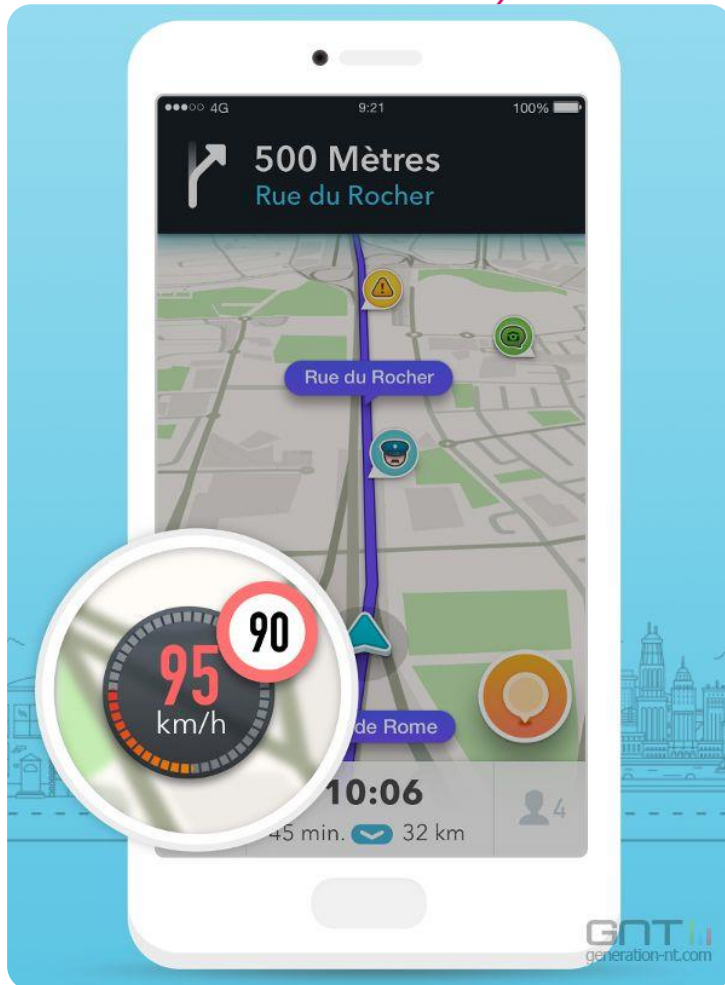 4G 9:21 100%
500 Mètres
Rue du Rocher
Rue du Rocher
90
95
km/h
de Rome
10:06
45 min. 32 km
4
GNT
generation-nt.com